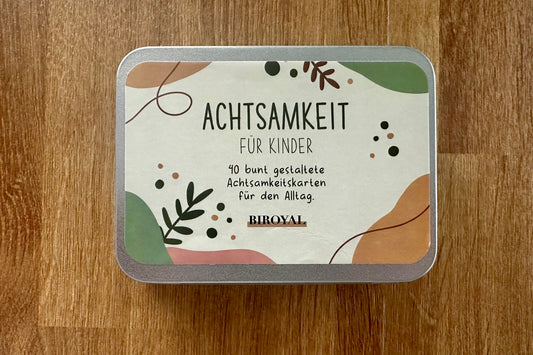 ACHTSAMKEIT
FÜR KINDER
40 bunt gestaltete
Achtsamkeitskarten
für den Alltag.
BIROYAL